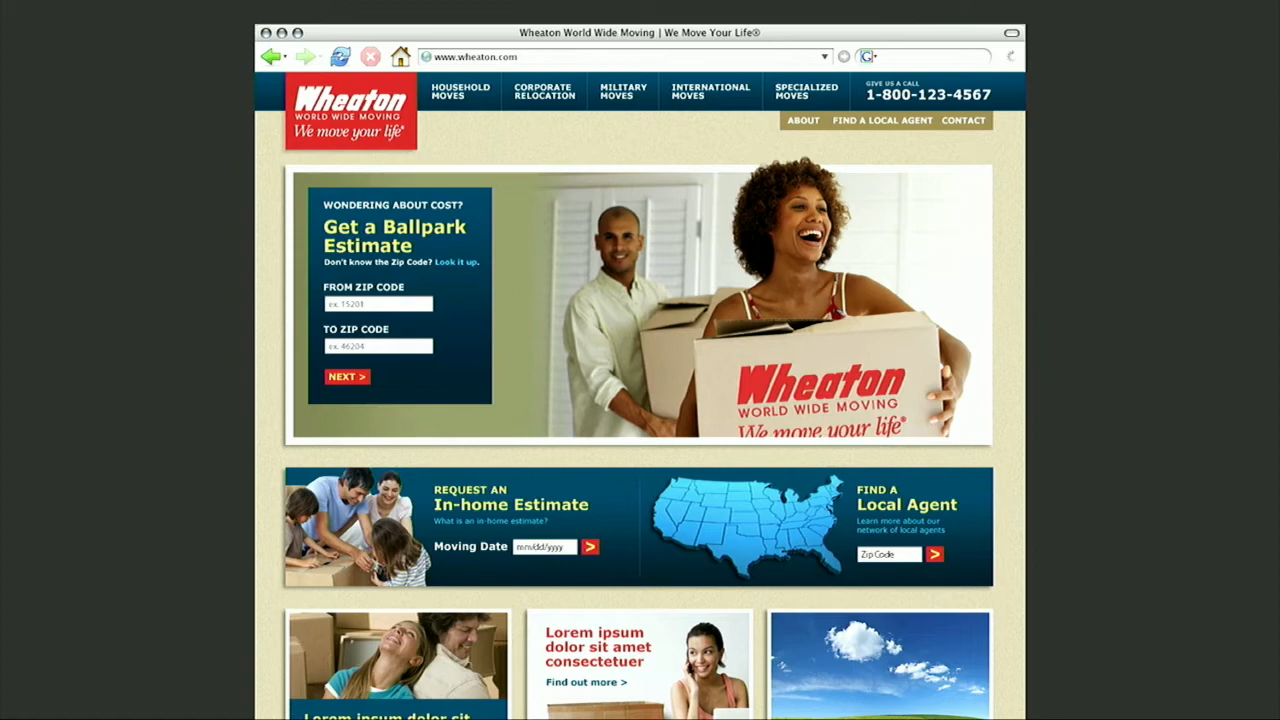 Wheaton World Wide Moving | We Move Your Life®
www.wheaton.com
Wheaton
WORLD WIDE MOVING
We move your life®
HOUSEHOLD
MOVES
CORPORATE
RELOCATION
MILITARY
MOVES
INTERNATIONAL
MOVES
SPECIALIZED
MOVES
GIVE US A CALL
1-800-123-4567
ABOUT
FIND A LOCAL AGENT
CONTACT
WONDERING ABOUT COST?
Get a Ballpark
Estimate
Don't know the Zip Code? Look it up.
FROM ZIP CODE
ex. 15201
TO ZIP CODE
ex. 46204
NEXT >
Wheaton
WORLD WIDE MOVING
We move your life®
REQUEST AN
In-home Estimate
What is an in-home estimate?
Moving Date mm/dd/yyyy >
FIND A
Local Agent
Learn more about our
network of local agents
Zip Code >
Lorem ipsum dolor sit
Lorem ipsum
dolor sit amet
consectetuer
Find out more >